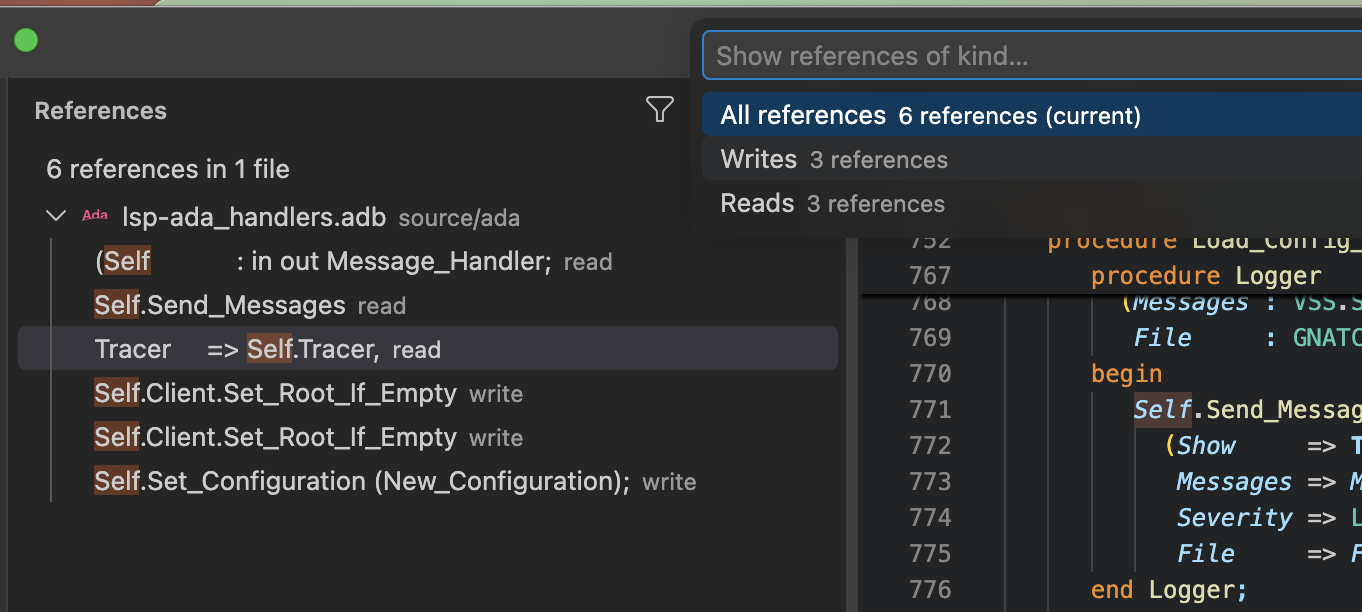 Show references of kind...
All references 6 references (current)
Writes 3 references
Reads 3 references
References
6 references in 1 file
Ada lsp-ada_handlers.adb source/ada
(Self : in out Message_Handler; read
Self.Send_Messages read
Tracer => Self.Tracer, read
Self.Client.Set_Root_If_Empty write
Self.Client.Set_Root_If_Empty write
Self.Set_Configuration (New_Configuration); write
752 procedure Load_Config_
767 procedure Logger
768 (Messages : VSS.S
769 File : GNATC
770 begin
771 Self.Send_Messag
772 (Show => T
773 Messages => M
774 Severity => L
775 File => F
776 end Logger;